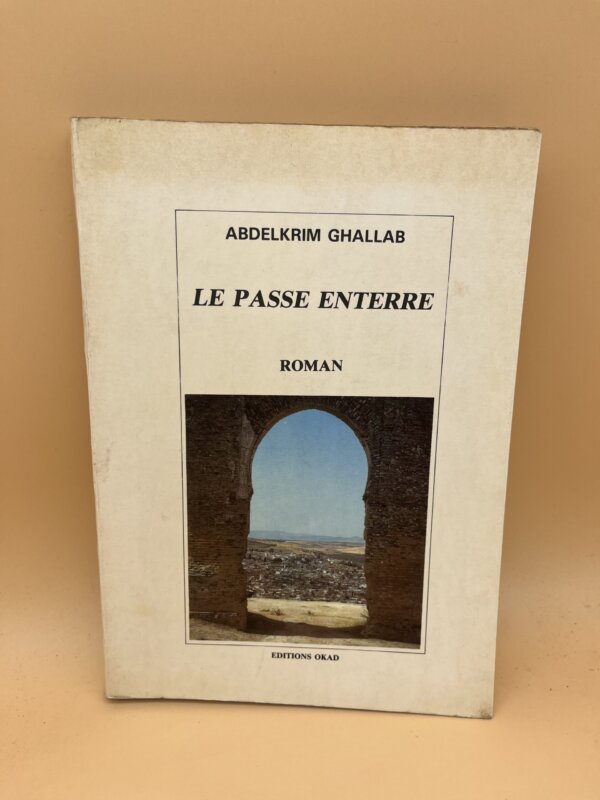 ABDELKRIM GHALLAB
LE PASSE ENTERRE
ROMAN
EDITIONS OKAD